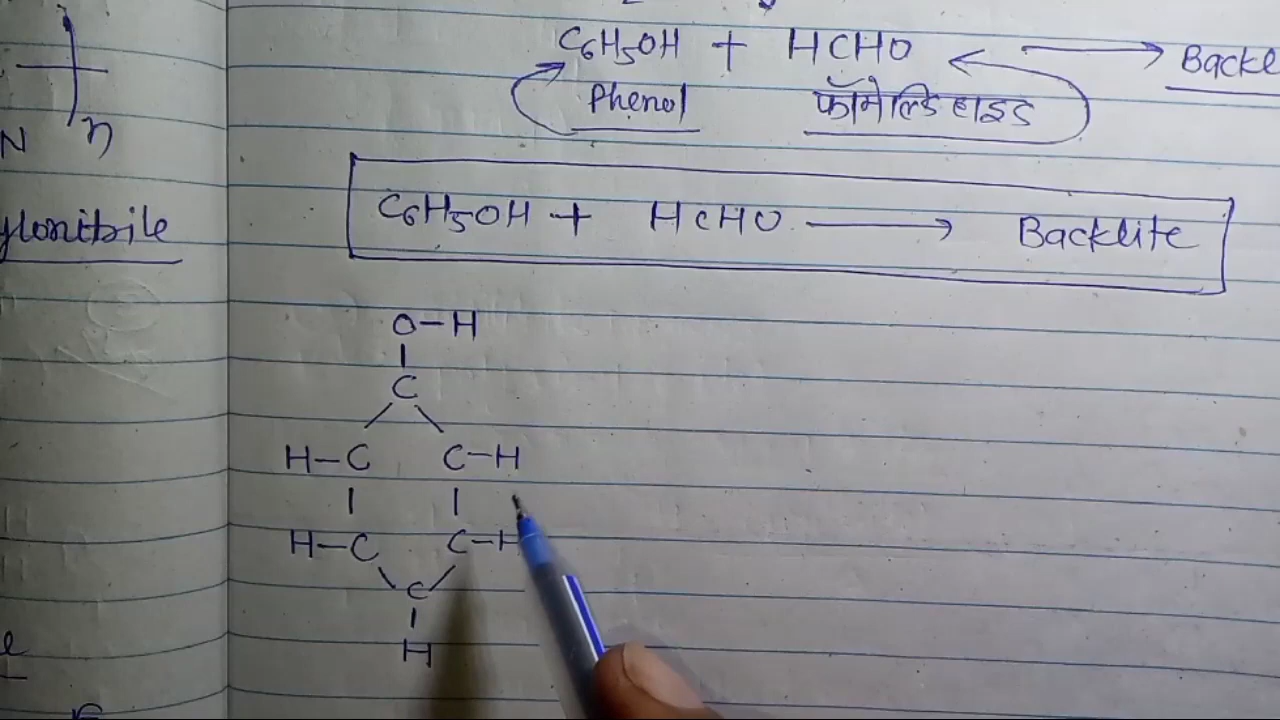 C6H5OH + HCHO → Backe
Phenol फॉर्मेल्डिहाइड
N n
ylonitrile
C6H5OH + HCHO → Backlite
O-H
C
H-C C-H
H-C C-H
C
H